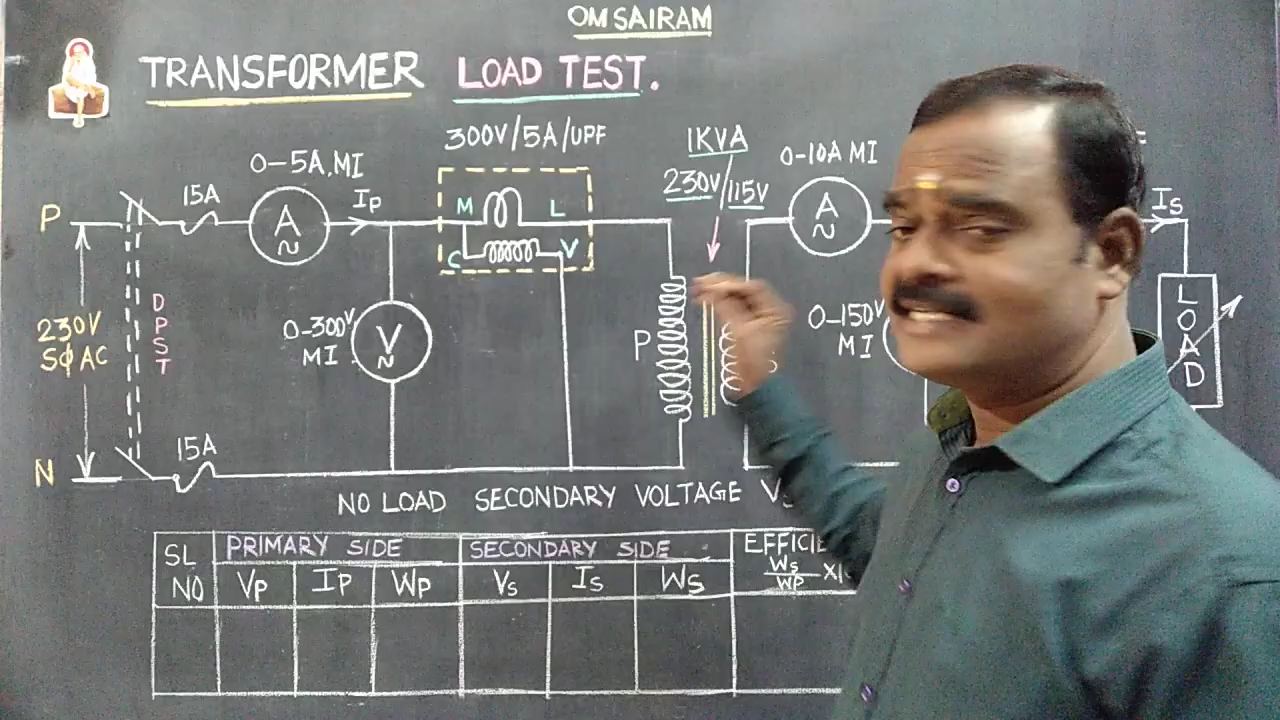 OM SAIRAM
TRANSFORMER LOAD TEST.
300V/5A/UPF
1KVA
230V/115V
0-5A.MI
0-10A MI
15A
IP
M L
C V
IS
P
A
~
A
~
230V
SΦ AC
DPST
0-300V
MI
V
~
P
0-150V
MI
LOAD
15A
N
NO LOAD SECONDARY VOLTAGE
SL
NO
PRIMARY SIDE
SECONDARY SIDE
VP IP WP VS IS WS
WS
WP